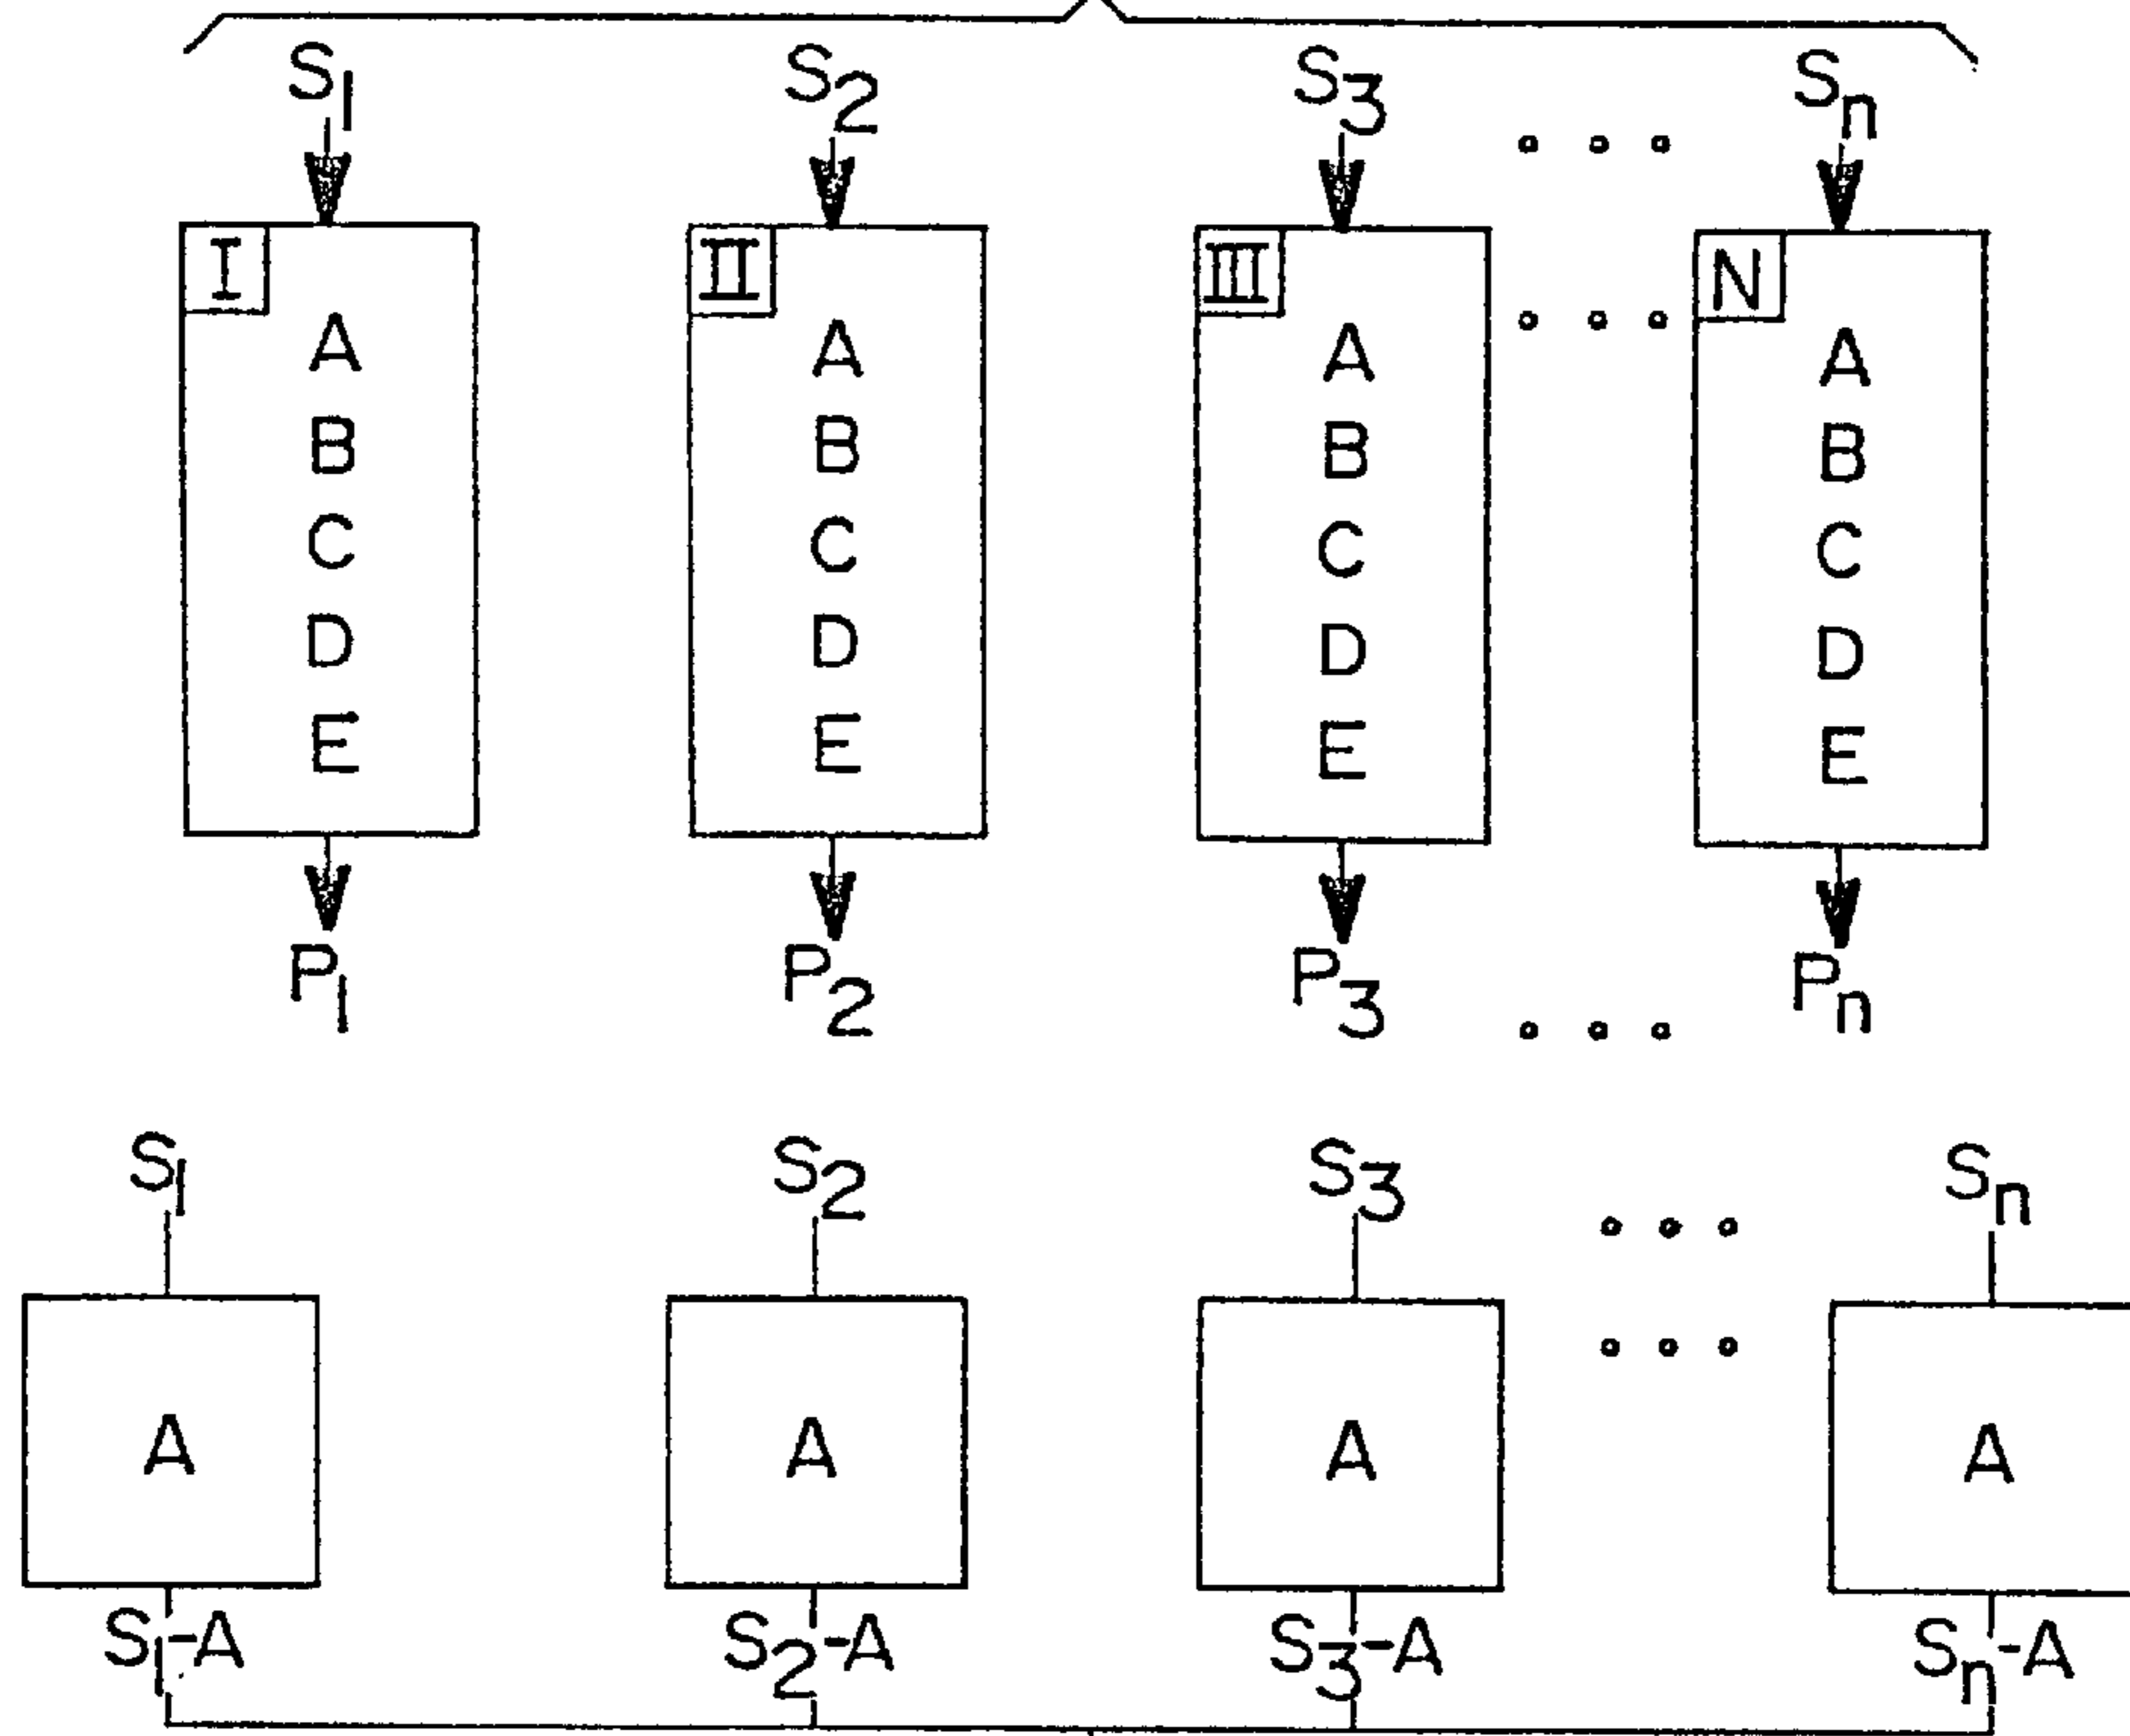 S1 S2 S3 Sn
I II III N
A A A A
B B B B
C C C C
D D D D
E E E E
P1 P2 P3 Pn
S1 S2 S3 Sn
A A A A
S1-A S2-A S3-A Sn-A